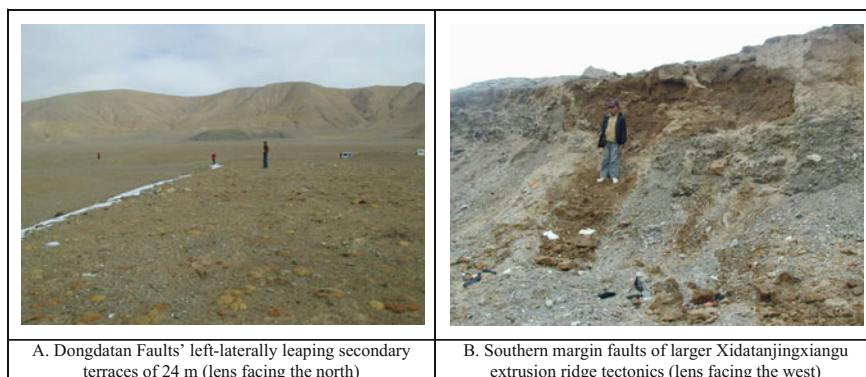 A. Dongdatan Faults’ left-laterally leaping secondary
terraces of 24 m (lens facing the north)
B. Southern margin faults of larger Xidatanjingxiangu
extrusion ridge tectonics (lens facing the west)